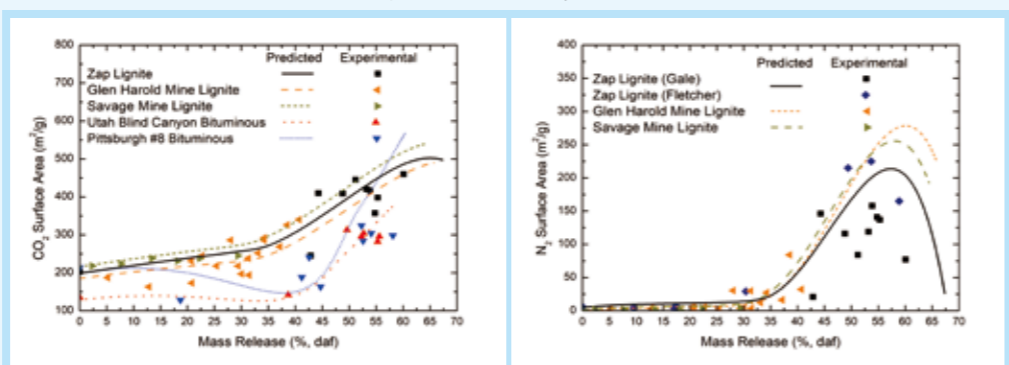 800
700
600
500
400
300
200
100
CO2 Surface Area (m²/g)
Predicted Experimental
Zap Lignite
Glen Harold Mine Lignite
Savage Mine Lignite
Utah Blind Canyon Bituminous
Pittsburgh #8 Bituminous
0 5 10 15 20 25 30 35 40 45 50 55 60 65 70
Mass Release (%, daf)
400
350
300
250
200
150
100
50
0
N2 Surface Area (m²/g)
Predicted Experimental
Zap Lignite (Gale)
Zap Lignite (Fletcher)
Glen Harold Mine Lignite
Savage Mine Lignite
0 5 10 15 20 25 30 35 40 45 50 55 60 65 70
Mass Release (%, daf)